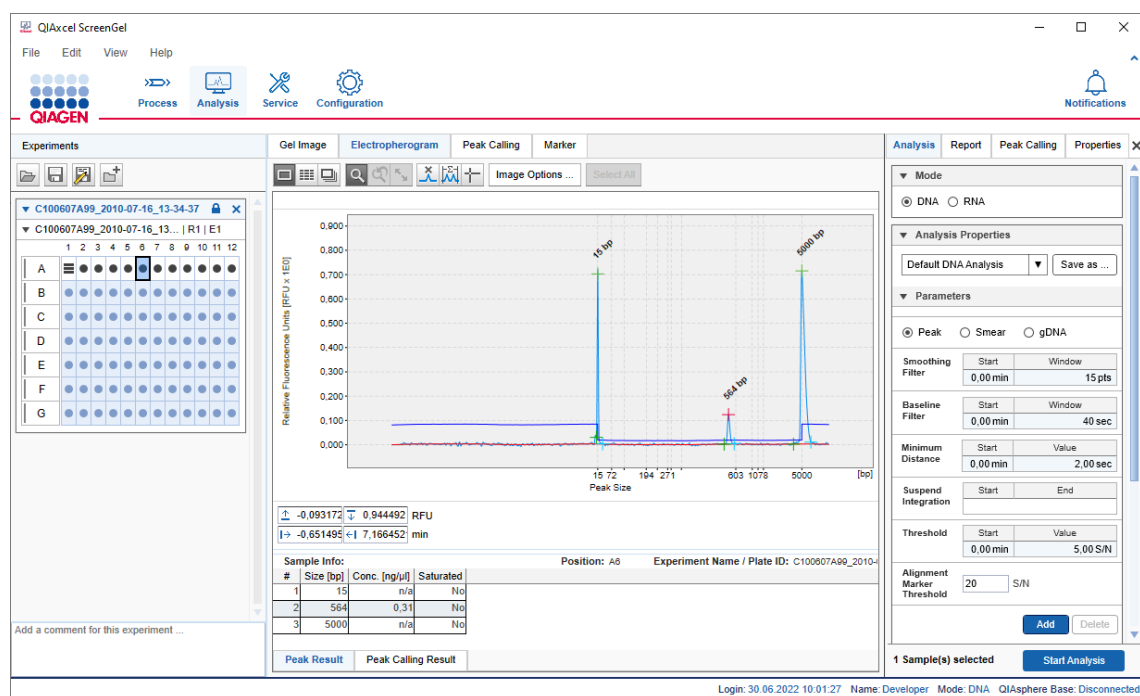 QIAxcel ScreenGel
File Edit View Help
QIAGEN
Process Analysis Service Configuration Notifications
Experiments
Gel Image Electropherogram Peak Calling Marker
Analysis Report Peak Calling Properties
Image Options ... Select All
C100607A99_2010-07-16_13-34-37
C100607A99_2010-07-16_13... | R1 | E1
1 2 3 4 5 6 7 8 9 10 11 12
A
B
C
D
E
F
G
Add a comment for this experiment ...
Relative Fluorescence Units [RFU x 1E0]
0,900
0,800
0,700
0,600
0,500
0,400
0,300
0,200
0,100
0,000
15 bp
564 bp
5000 bp
15 72 194 271 603 1078 5000 [bp]
Peak Size
-0,093172 0,944492 RFU
-0,651495 7,166452 min
Sample Info: Position: A6 Experiment Name / Plate ID: C100607A99_2010-
# Size [bp] Conc. [ng/µl] Saturated
1 15 n/a No
2 564 0,31 No
3 5000 n/a No
Peak Result Peak Calling Result
Mode
DNA RNA
Analysis Properties
Default DNA Analysis Save as ...
Parameters
Peak Smear gDNA
Smoothing Filter Start Window
0,00 min 15 pts
Baseline Filter Start Window
0,00 min 40 sec
Minimum Distance Start Value
0,00 min 2,00 sec
Suspend Integration Start End
Threshold Start Value
0,00 min 5,00 S/N
Alignment Marker Threshold 20 S/N
Add Delete
1 Sample(s) selected Start Analysis
Login: 30.06.2022 10:01:27 Name: Developer Mode: DNA QIAsphere Base: Disconnected